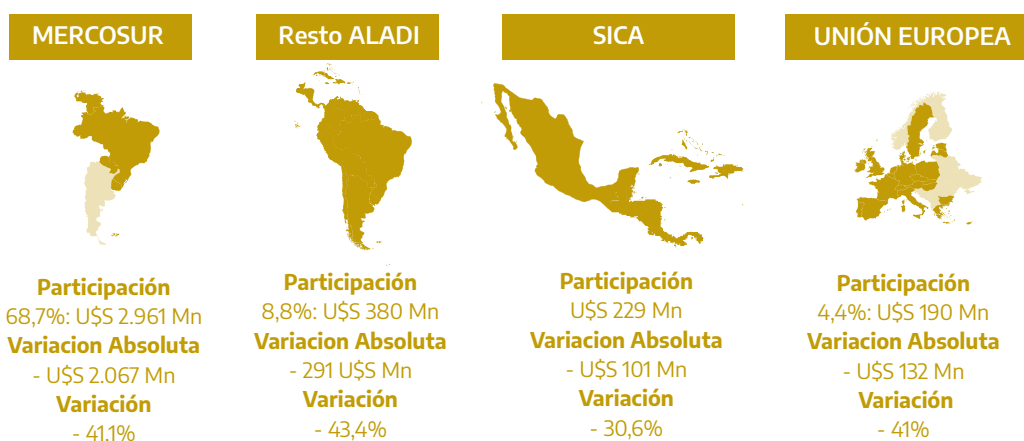 MERCOSUR
Participación
68,7%: U$S 2.961 Mn
Variacion Absoluta
- U$S 2.067 Mn
Variación
- 41,1%
Resto ALADI
Participación
8,8%: U$S 380 Mn
Variacion Absoluta
- 291 U$S Mn
Variación
- 43,4%
SICA
Participación
U$S 229 Mn
Variacion Absoluta
- U$S 101 Mn
Variación
- 30,6%
UNIÓN EUROPEA
Participación
4,4%: U$S 190 Mn
Variacion Absoluta
- U$S 132 Mn
Variación
- 41%